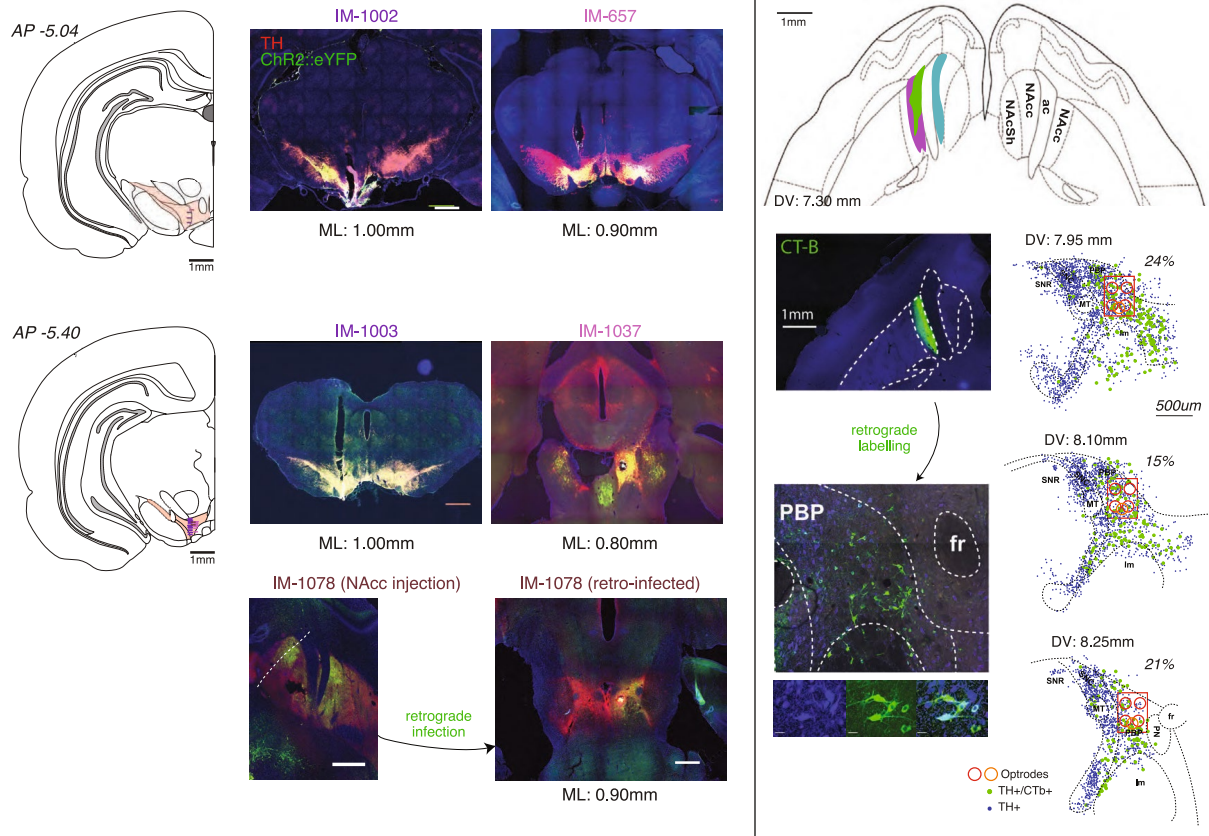 AP -5.04
1mm
IM-1002
TH
ChR2::eYFP
ML: 1.00mm
IM-657
ML: 0.90mm
AP -5.40
1mm
IM-1003
ML: 1.00mm
IM-1037
ML: 0.80mm
IM-1078 (NAcc injection)
retrograde
infection
IM-1078 (retro-infected)
ML: 0.90mm
1mm
NAcSh
NAcc
ac
NAcc
DV: 7.30 mm
CT-B
1mm
retrograde
labelling
PBP
fr
DV: 7.95 mm
24%
PBP
SNR
MT
Im
500um
DV: 8.10mm
15%
PBP
SNR
MT
Im
DV: 8.25mm
21%
SNR
MT
fr
PBP
PN
Im
Optrodes
TH+/CTb+
TH+